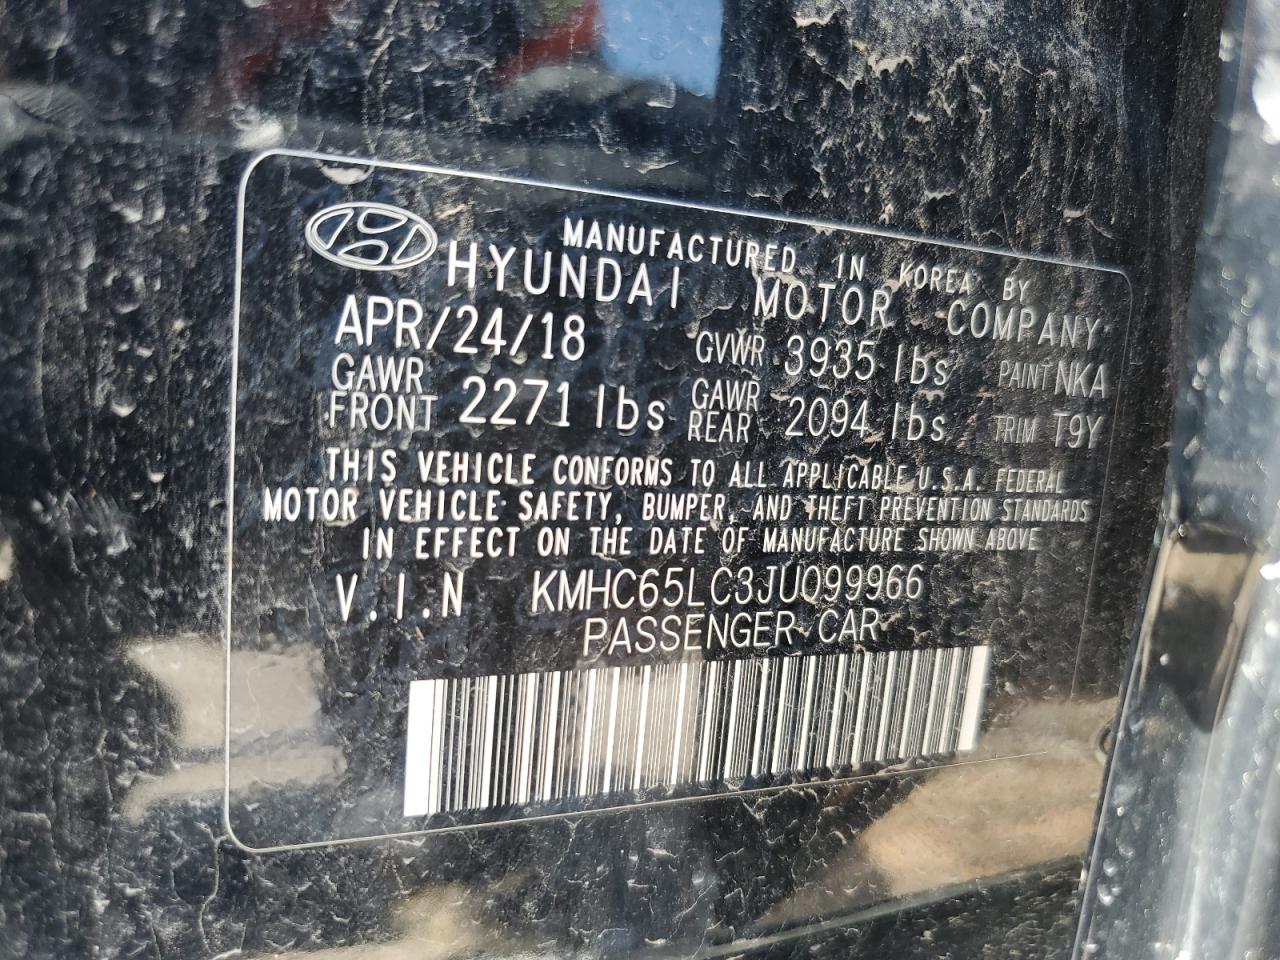 MANUFACTURED IN KOREA BY
HYUNDAI MOTOR COMPANY
APR/24/18 GVWR 3935 lbs PAINT NKA
GAWR FRONT 2271 lbs GAWR REAR 2094 lbs TRIM T9Y
THIS VEHICLE CONFORMS TO ALL APPLICABLE U.S.A. FEDERAL
MOTOR VEHICLE SAFETY, BUMPER, AND THEFT PREVENTION STANDARDS
IN EFFECT ON THE DATE OF MANUFACTURE SHOWN ABOVE
V.I.N KMHC65LC3JU099966
PASSENGER CAR